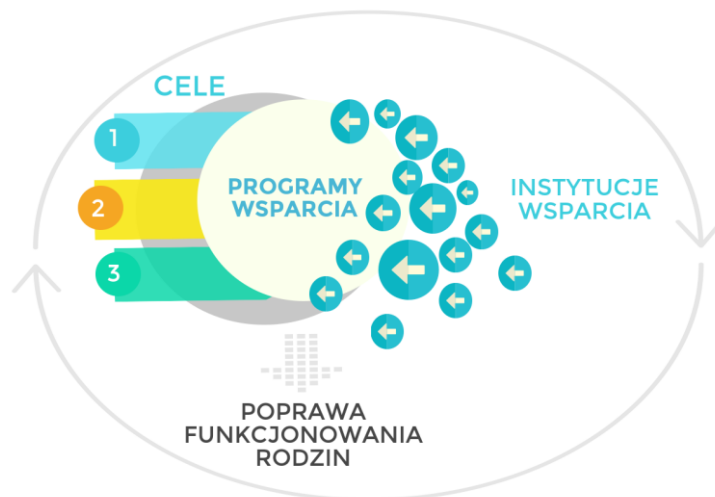 CELE
1
2
3
PROGRAMY
WSPARCIA
INSTYTUCJE
WSPARCIA
POPRAWA
FUNKCJONOWANIA
RODZIN